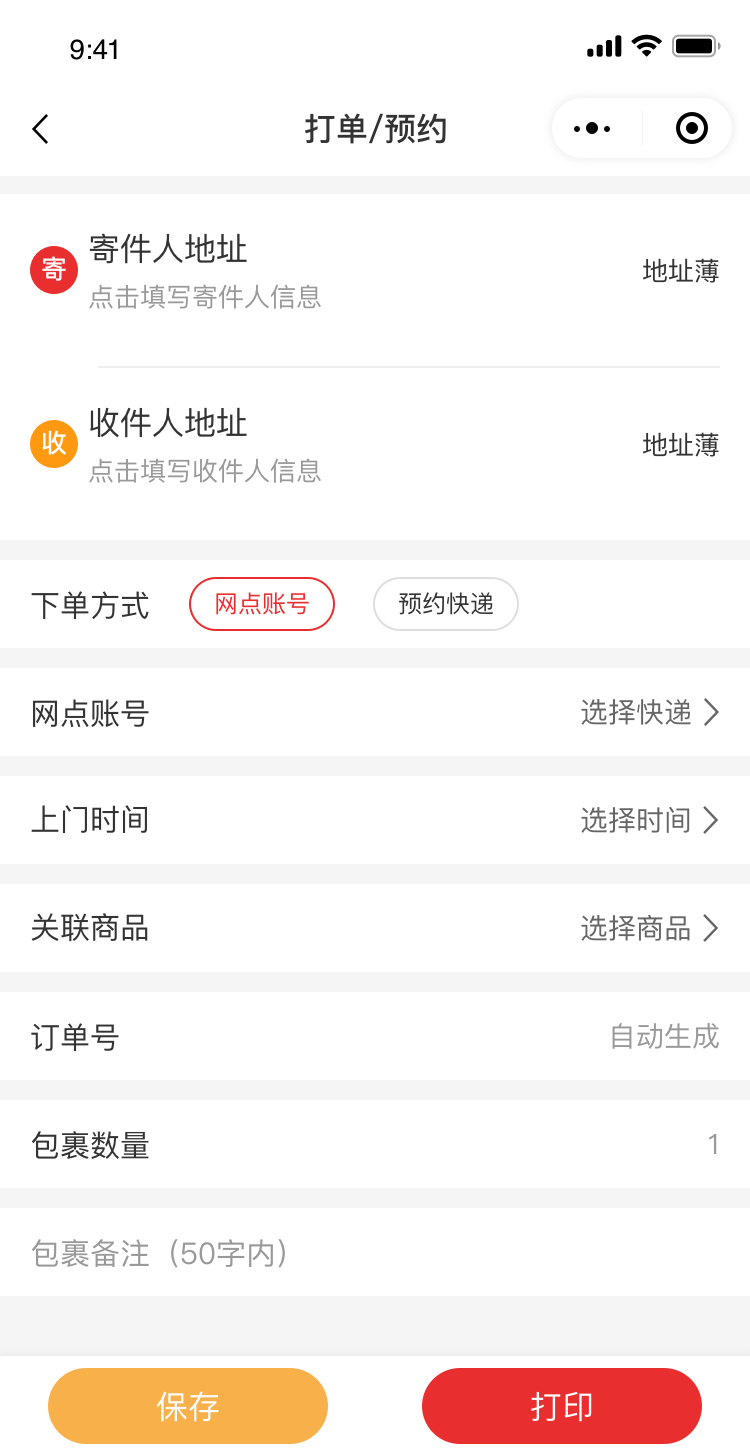 9:41
打单/预约
寄
寄件人地址
点击填写寄件人信息
地址薄
收
收件人地址
点击填写收件人信息
地址薄
下单方式 网点账号 预约快递
网点账号 选择快递
上门时间 选择时间
关联商品 选择商品
订单号 自动生成
包裹数量 1
包裹备注（50字内）
保存 打印